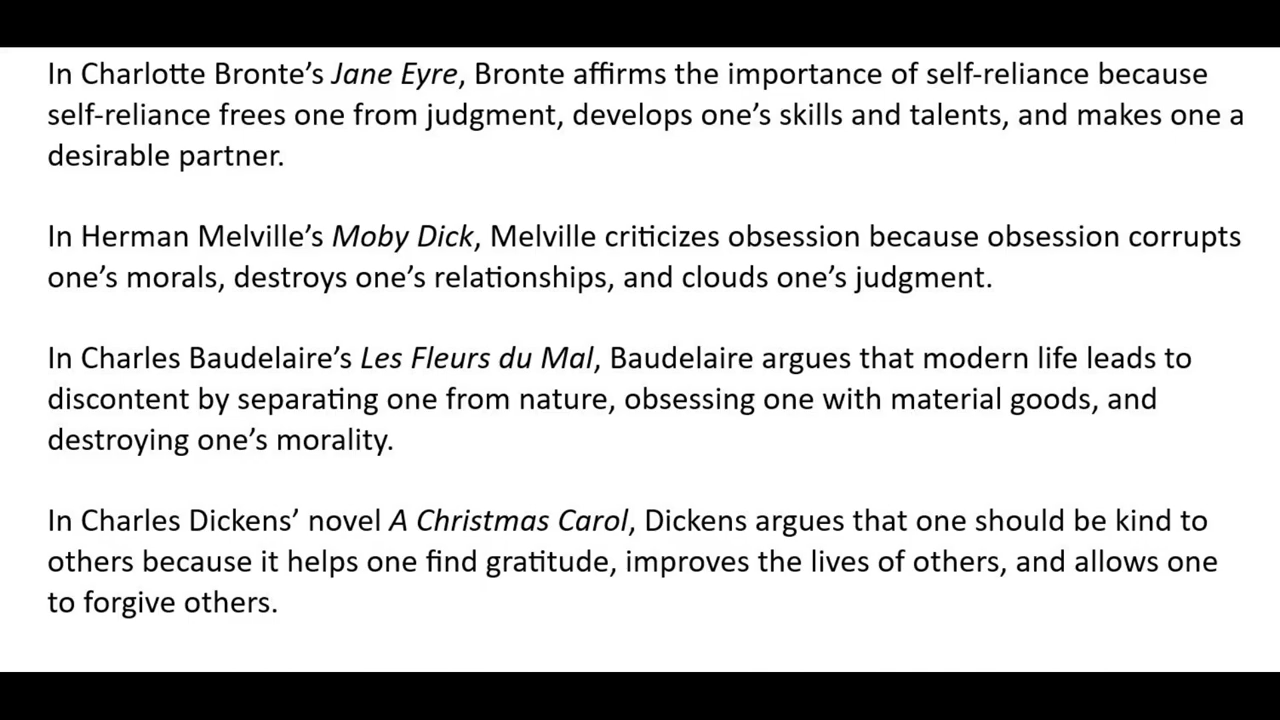 In Charlotte Bronte’s Jane Eyre, Bronte affirms the importance of self-reliance because
self-reliance frees one from judgment, develops one’s skills and talents, and makes one a
desirable partner.
In Herman Melville’s Moby Dick, Melville criticizes obsession because obsession corrupts
one’s morals, destroys one’s relationships, and clouds one’s judgment.
In Charles Baudelaire’s Les Fleurs du Mal, Baudelaire argues that modern life leads to
discontent by separating one from nature, obsessing one with material goods, and
destroying one’s morality.
In Charles Dickens’ novel A Christmas Carol, Dickens argues that one should be kind to
others because it helps one find gratitude, improves the lives of others, and allows one
to forgive others.